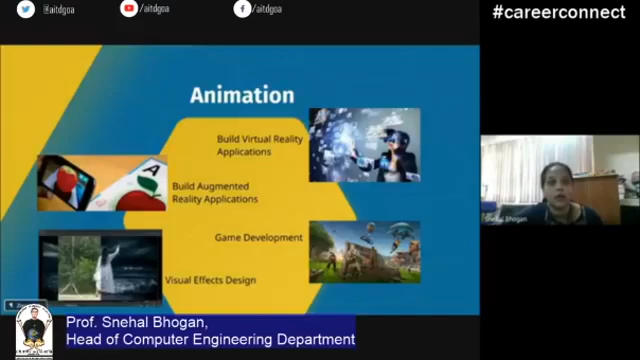 @aitdgoa
/aitdgoa
/aitdgoa
#careerconnect
Animation
Build Virtual Reality
Applications
Build Augmented
Reality Applications
Game Development
Visual Effects Design
A
Snehal Bhogan
Prof. Snehal Bhogan,
Head of Computer Engineering Department